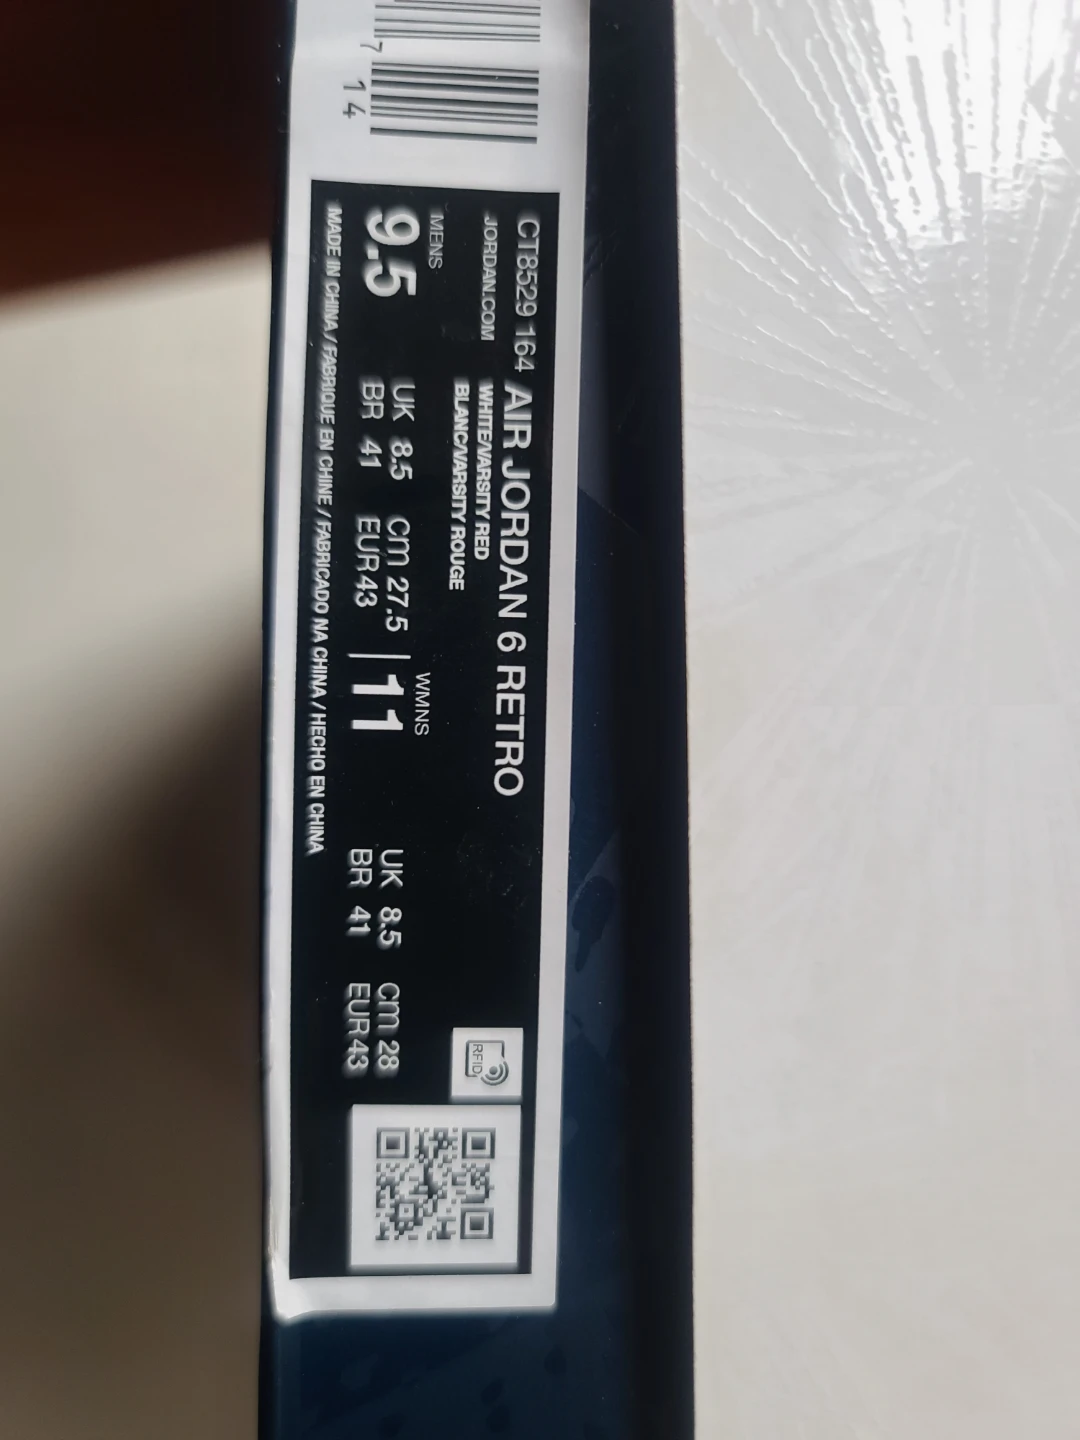 7 14
CT8529 164 AIR JORDAN 6 RETRO
JORDAN.COM WHITE/VARSITY RED
BLANC/VARSITY ROUGE
MENS WMNS
9.5 UK 8.5 cm 27.5 | 11 UK 8.5 cm 28
BR 41 EUR43 BR 41 EUR43
MADE IN CHINA / FABRIQUE EN CHINE / FABRICADO NA CHINA / HECHO EN CHINA
RFID